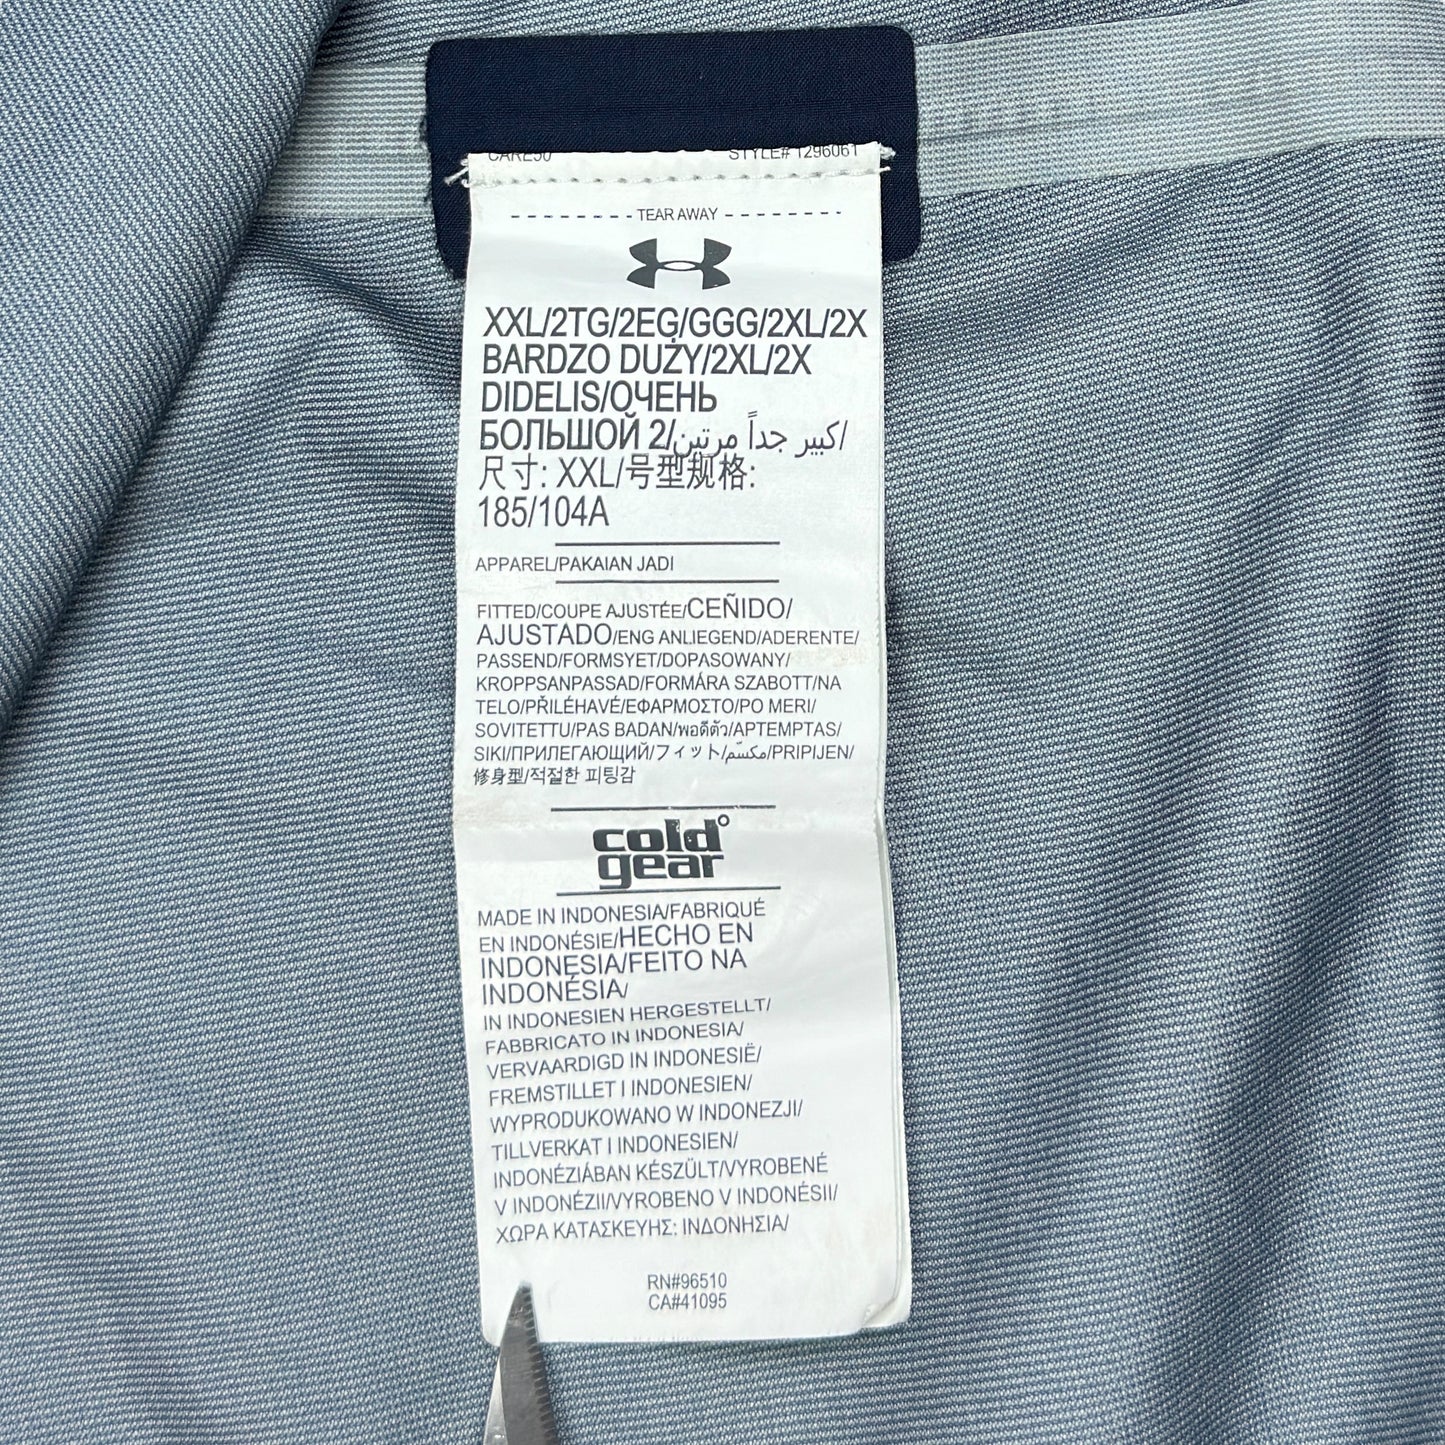 CARE50 STYLE# 1296061
- - - - - - - - - TEAR AWAY - - - - - - - - -
XXL/2TG/2EG/GGG/2XL/2X
BARDZO DUŻY/2XL/2X
DIDELIS/ОЧЕНЬ
БОЛЬШОЙ 2/كبير جداً مرتين/
尺寸: XXL/号型规格:
185/104A
APPAREL/PAKAIAN JADI
FITTED/COUPE AJUSTÉE/CEÑIDO/
AJUSTADO/ENG ANLIEGEND/ADERENTE/
PASSEND/FORMSYET/DOPASOWANY/
KROPPSANPASSAD/FORMÁRA SZABOTT/NA
TELO/PŘILÉHAVÉ/ΕΦΑΡΜΟΣΤΟ/PO MERI/
SOVITETTU/PAS BADAN/พอดีตัว/APTEMPTAS/
SIKI/ПРИЛЕГАЮЩИЙ/フィット/مكسّم/PRIPIJEN/
修身型/적절한 피팅감
cold
gear
MADE IN INDONESIA/FABRIQUÉ
EN INDONÉSIE/HECHO EN
INDONESIA/FEITO NA
INDONÉSIA/
IN INDONESIEN HERGESTELLT/
FABBRICATO IN INDONESIA/
VERVAARDIGD IN INDONESIË/
FREMSTILLET I INDONESIEN/
WYPRODUKOWANO W INDONEZJI/
TILLVERKAT I INDONESIEN/
INDONÉZIÁBAN KÉSZÜLT/VYROBENÉ
V INDONÉZII/VYROBENO V INDONÉSII/
ΧΩΡΑ ΚΑΤΑΣΚΕΥΗΣ: ΙΝΔΟΝΗΣΙΑ/
RN#96510
CA#41095